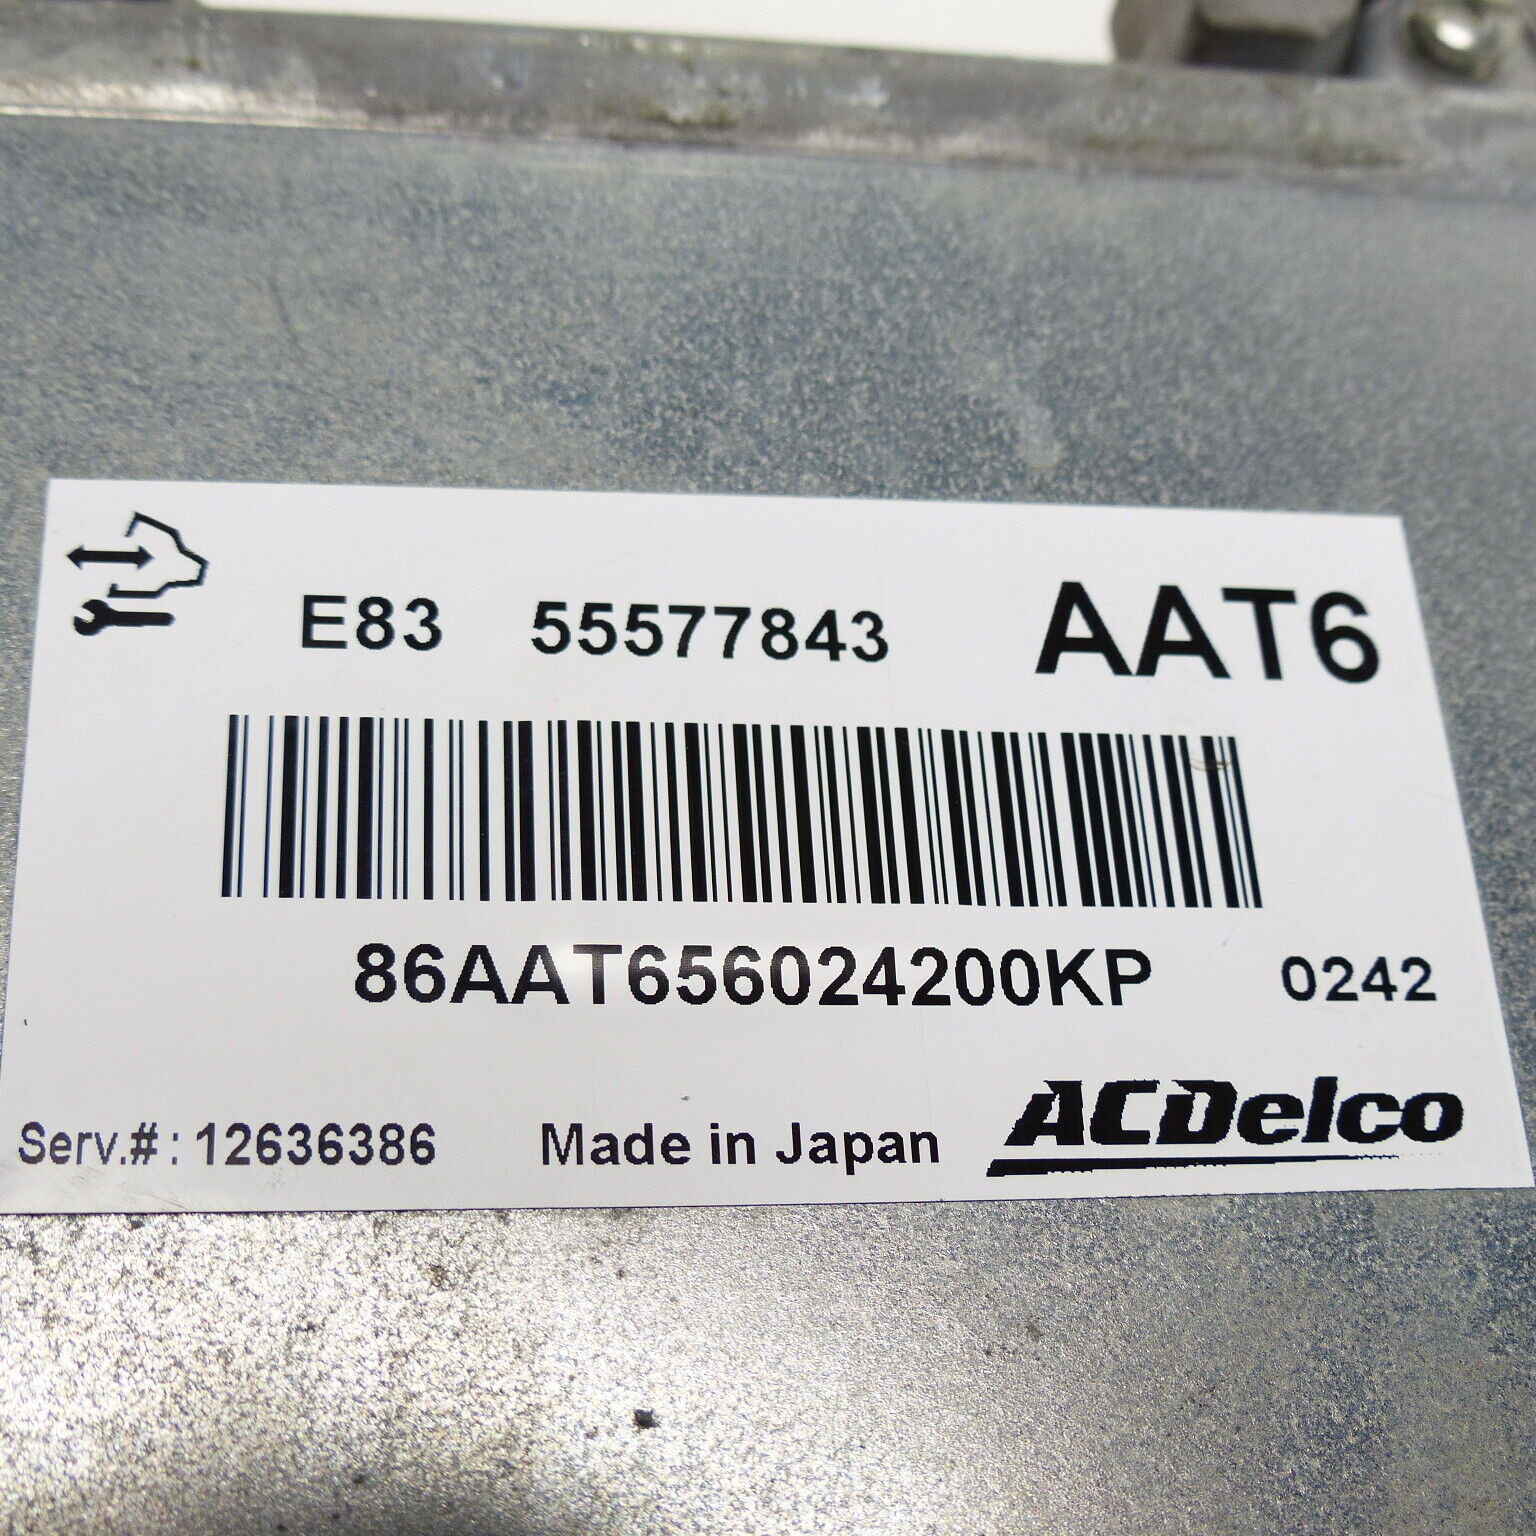 E83 55577843 AAT6
86AAT656024200KP 0242
Serv.#: 12636386 Made in Japan ACDelco